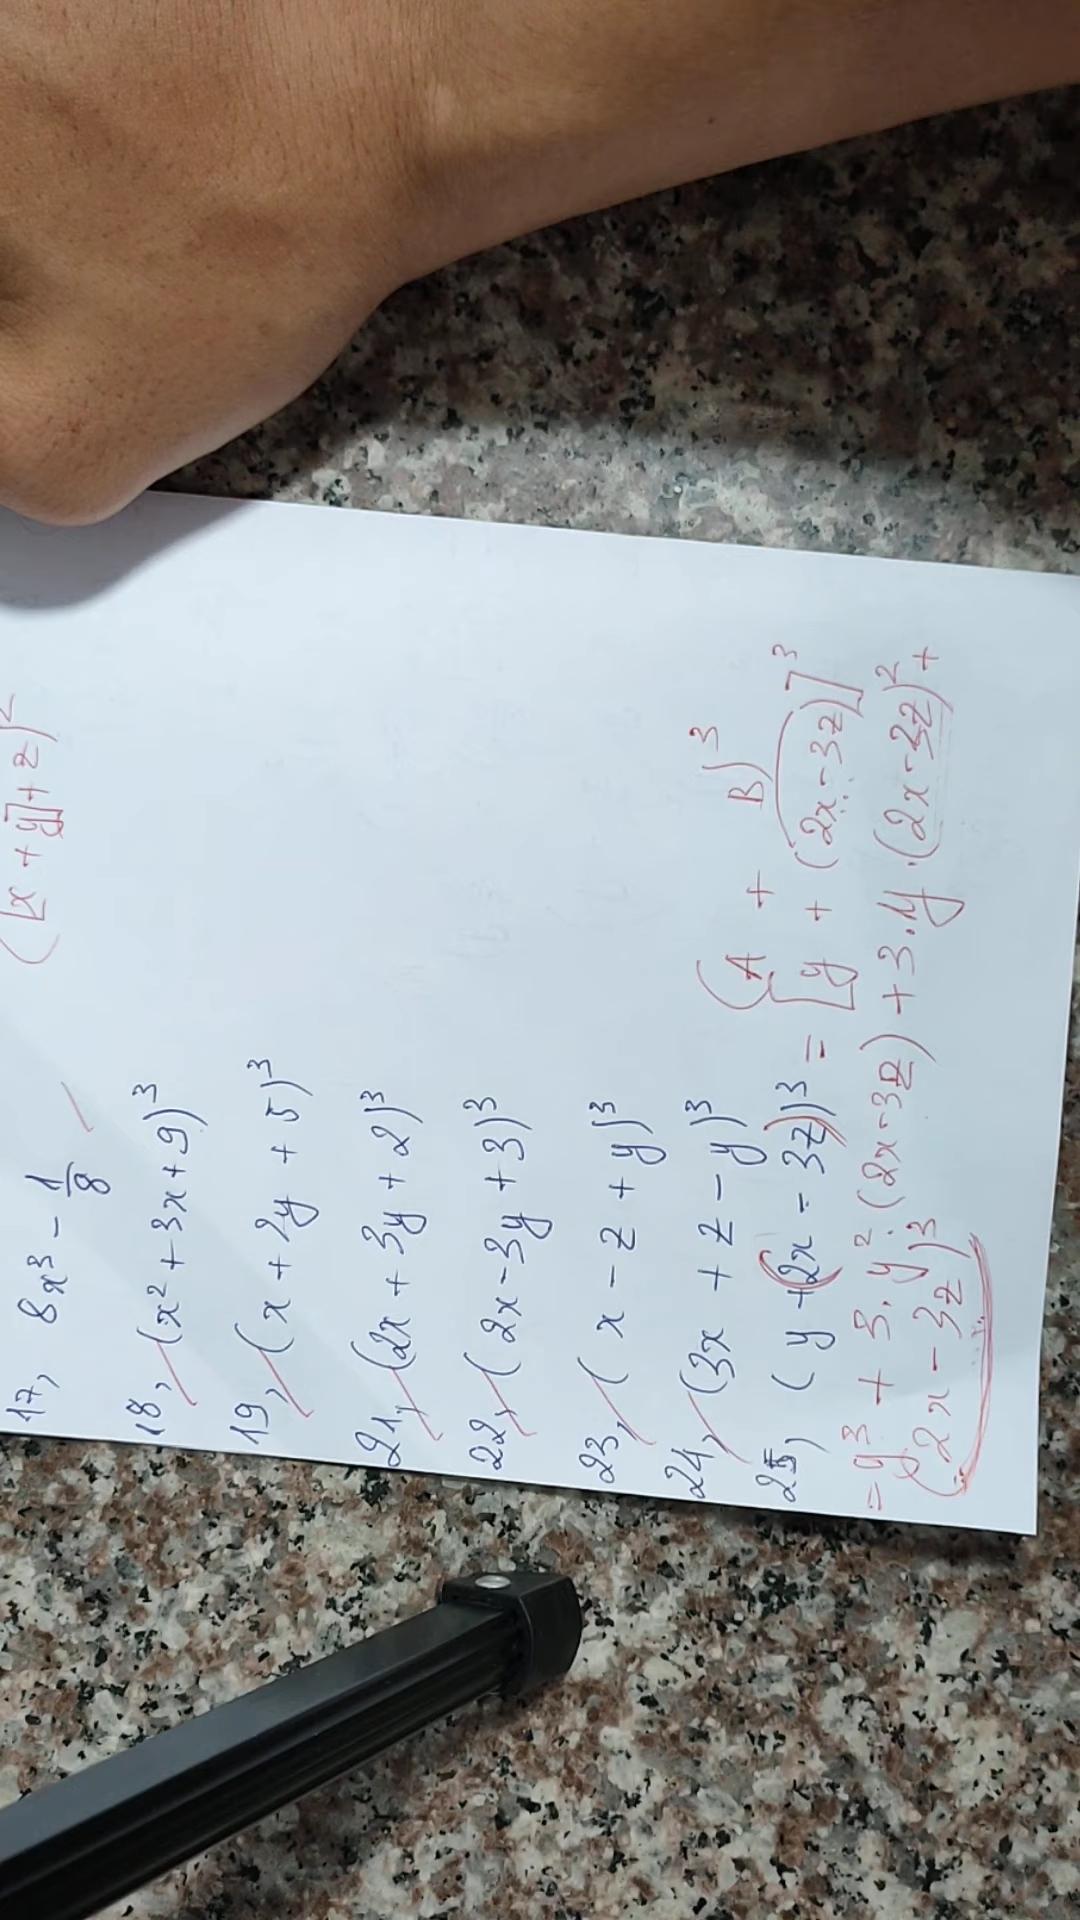 (x + y] + z)²
17, 8x³ - 1/8
18, (x² + 3x + 9)³
19, (x + 2y + 5)³
21, (2x + 3y + 2)³
22, (2x - 3y + 3)³
23, (x - z + y)³
24, (3x + z - y)³
(A + B)³
25, (y + (2x - 3z))³ = [y + (2x - 3z)]³
= y³ + 3.y².(2x - 3z) + 3.y.(2x - 3z)² +
(2x - 3z)³